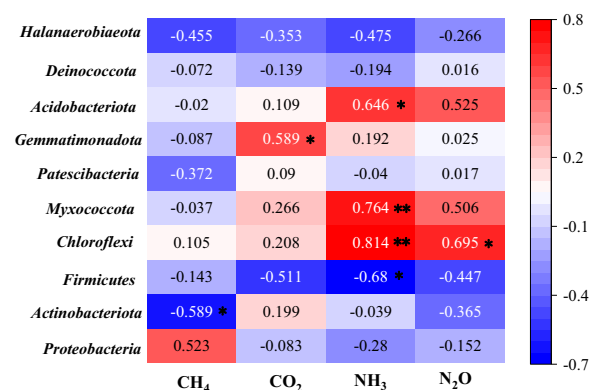 Halanaerobiaeota -0.455 -0.353 -0.475 -0.266
Deinococcota -0.072 -0.139 -0.194 0.016
Acidobacteriota -0.02 0.109 0.646 * 0.525
Gemmatimonadota -0.087 0.589 * 0.192 0.025
Patescibacteria -0.372 0.09 -0.04 0.017
Myxococcota -0.037 0.266 0.764 ** 0.506
Chloroflexi 0.105 0.208 0.814 ** 0.695 *
Firmicutes -0.143 -0.511 -0.68 * -0.447
Actinobacteriota -0.589 * 0.199 -0.039 -0.365
Proteobacteria 0.523 -0.083 -0.28 -0.152
CH₄ CO₂ NH₃ N₂O
0.8
0.5
0.2
-0.1
-0.4
-0.7